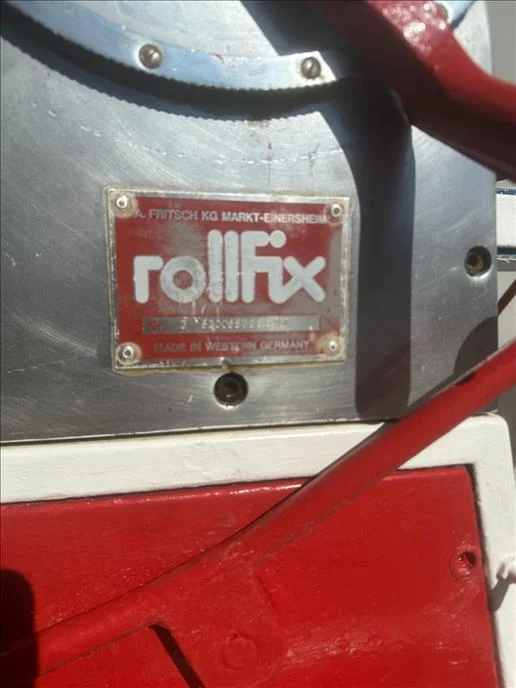 A. FRITSCH KG MARKT-EINERSHEIM
rollfix
MADE IN WESTERN GERMANY